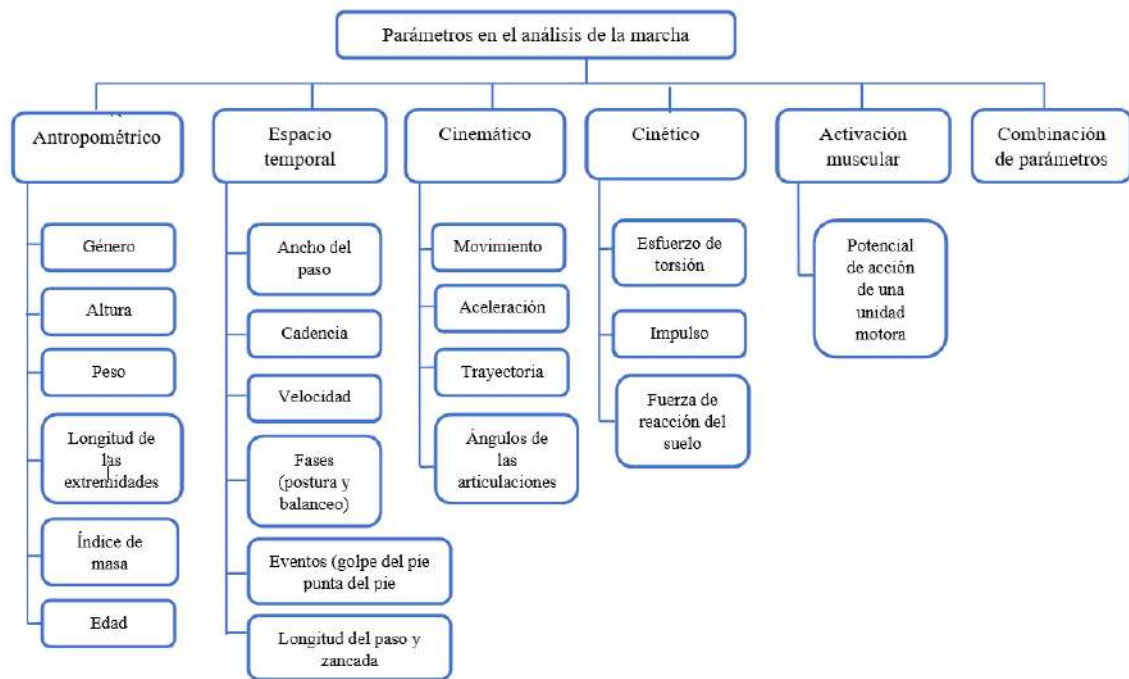 Parámetros en el análisis de la marcha
Antropométrico
Género
Altura
Peso
Longitud de
las
extremidades
Índice de
masa
Edad
Espacio
temporal
Ancho del
paso
Cadencia
Velocidad
Fases
(postura y
balanceo)
Eventos (golpe del pie
punta del pie
Longitud del paso y
zancada
Cinemático
Movimiento
Aceleración
Trayectoria
Ángulos de
las
articulaciones
Cinético
Esfuerzo de
torsión
Impulso
Fuerza de
reacción del
suelo
Activación
muscular
Potencial
de acción
de una
unidad
motora
Combinación
de parámetros